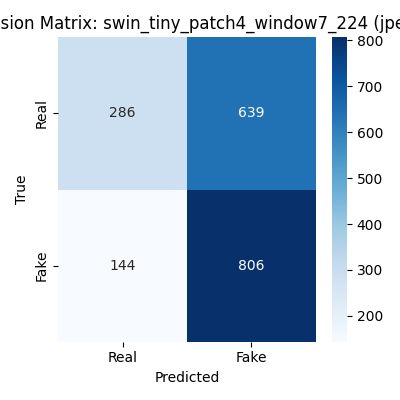 sion Matrix: swin_tiny_patch4_window7_224 (jpe
True
Real
Fake
286
639
144
806
Real
Fake
Predicted
800
700
600
500
400
300
200